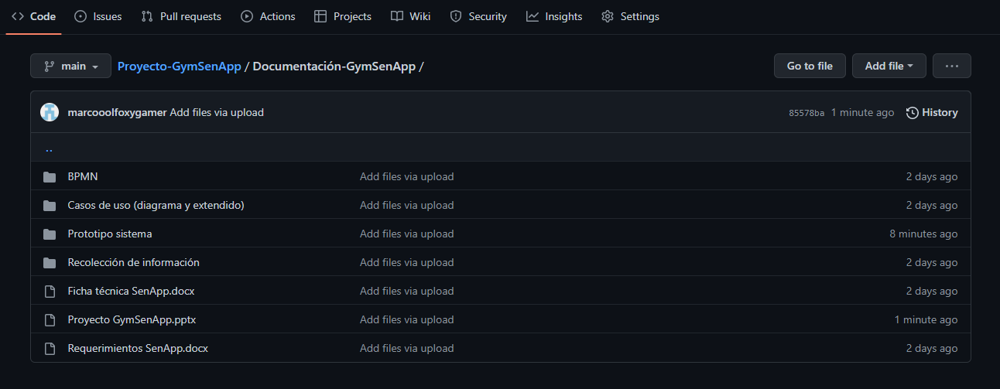 Code Issues Pull requests Actions Projects Wiki Security Insights Settings
main Proyecto-GymSenApp / Documentación-GymSenApp / Go to file Add file ...
marcooolfoxygamer Add files via upload 85578ba 1 minute ago History
..
BPMN Add files via upload 2 days ago
Casos de uso (diagrama y extendido) Add files via upload 2 days ago
Prototipo sistema Add files via upload 8 minutes ago
Recolección de información Add files via upload 2 days ago
Ficha técnica SenApp.docx Add files via upload 2 days ago
Proyecto GymSenApp.pptx Add files via upload 1 minute ago
Requerimientos SenApp.docx Add files via upload 2 days ago